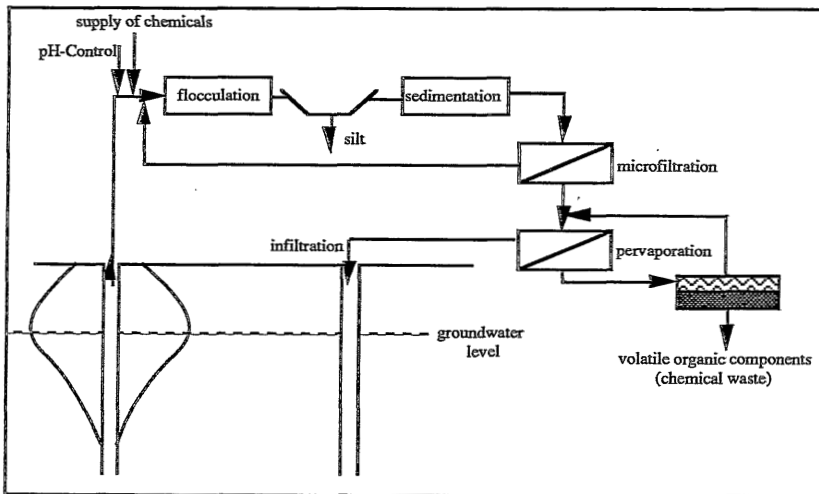 supply of chemicals
pH-Control
flocculation
sedimentation
silt
microfiltration
infiltration
pervaporation
groundwater
level
volatile organic components
(chemical waste)